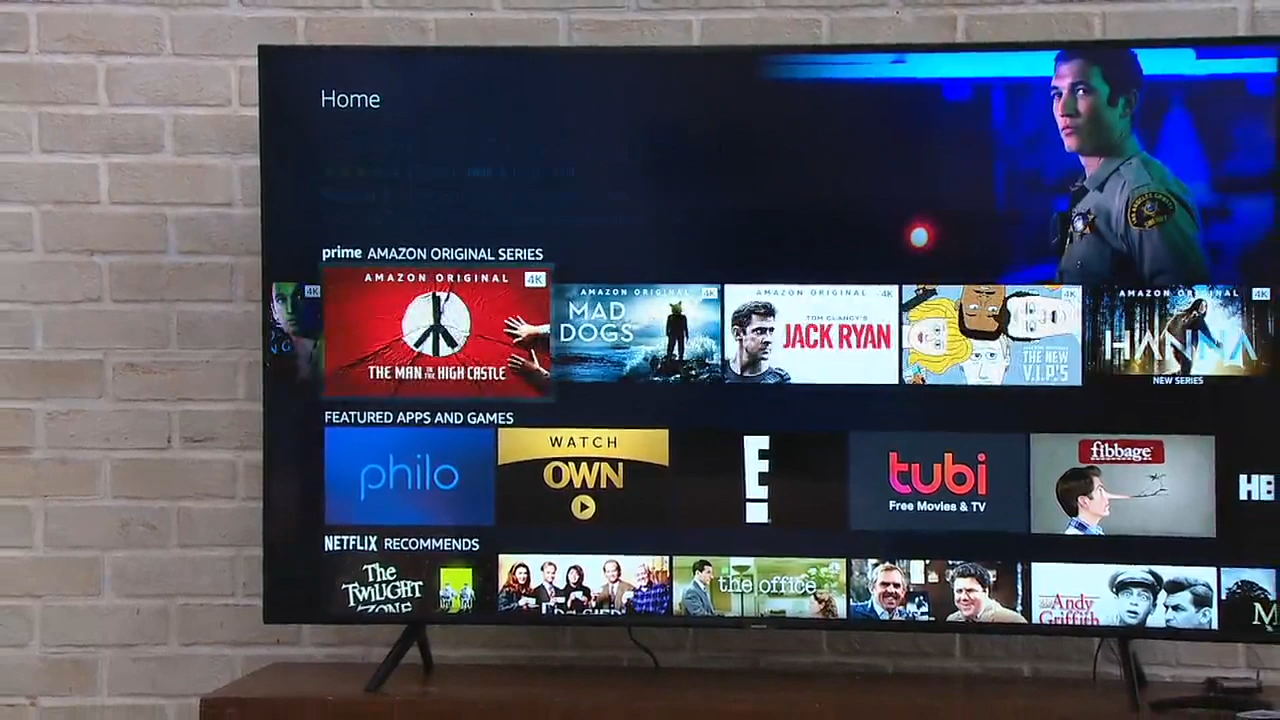 Home
prime AMAZON ORIGINAL SERIES
4K
AMAZON ORIGINAL 4K
THE MAN IN THE HIGH CASTLE
AMAZON ORIGINAL 4K
MAD
DOGS
AMAZON ORIGINAL 4K
TOM CLANCY'S
JACK RYAN
4K
THE NEW
V.I.P.'S
AMAZON ORIGINAL 4K
HANNA
NEW SERIES
FEATURED APPS AND GAMES
philo
WATCH
OWN
E!
tubi
Free Movies & TV
fibbage
HB
NETFLIX RECOMMENDS
The
TWILIGHT
ZONE
the office
Andy
Griffith
M